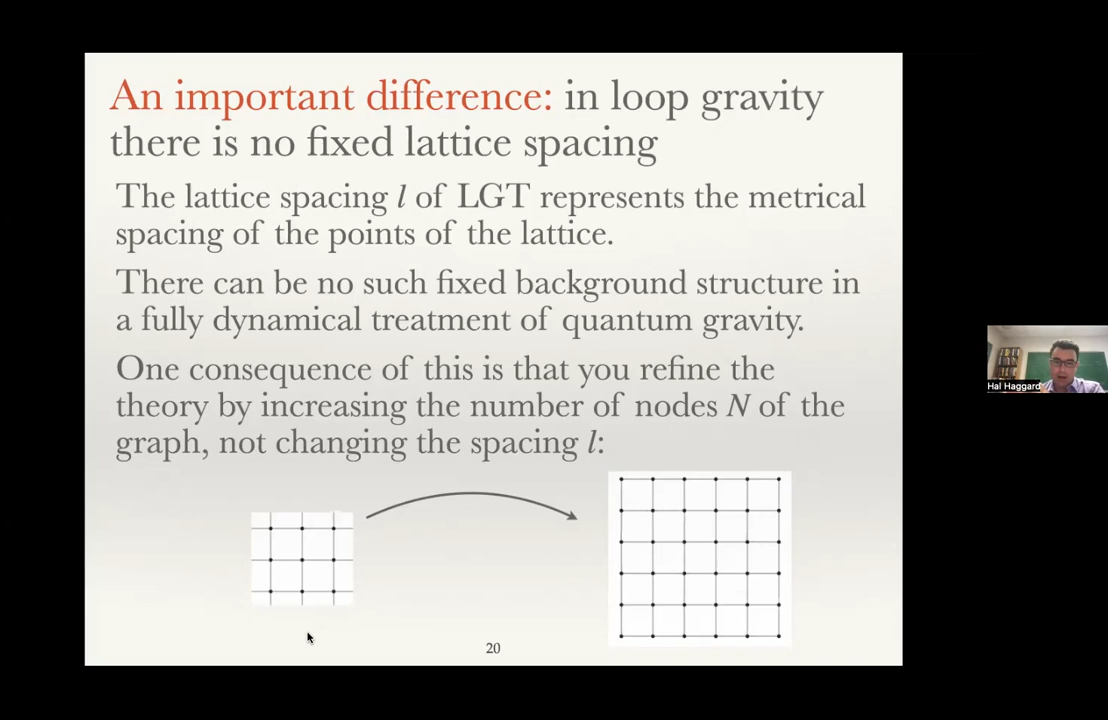 An important difference: in loop gravity
there is no fixed lattice spacing
The lattice spacing l of LGT represents the metrical
spacing of the points of the lattice.
There can be no such fixed background structure in
a fully dynamical treatment of quantum gravity.
One consequence of this is that you refine the
theory by increasing the number of nodes N of the
graph, not changing the spacing l:
20
Hal Haggard